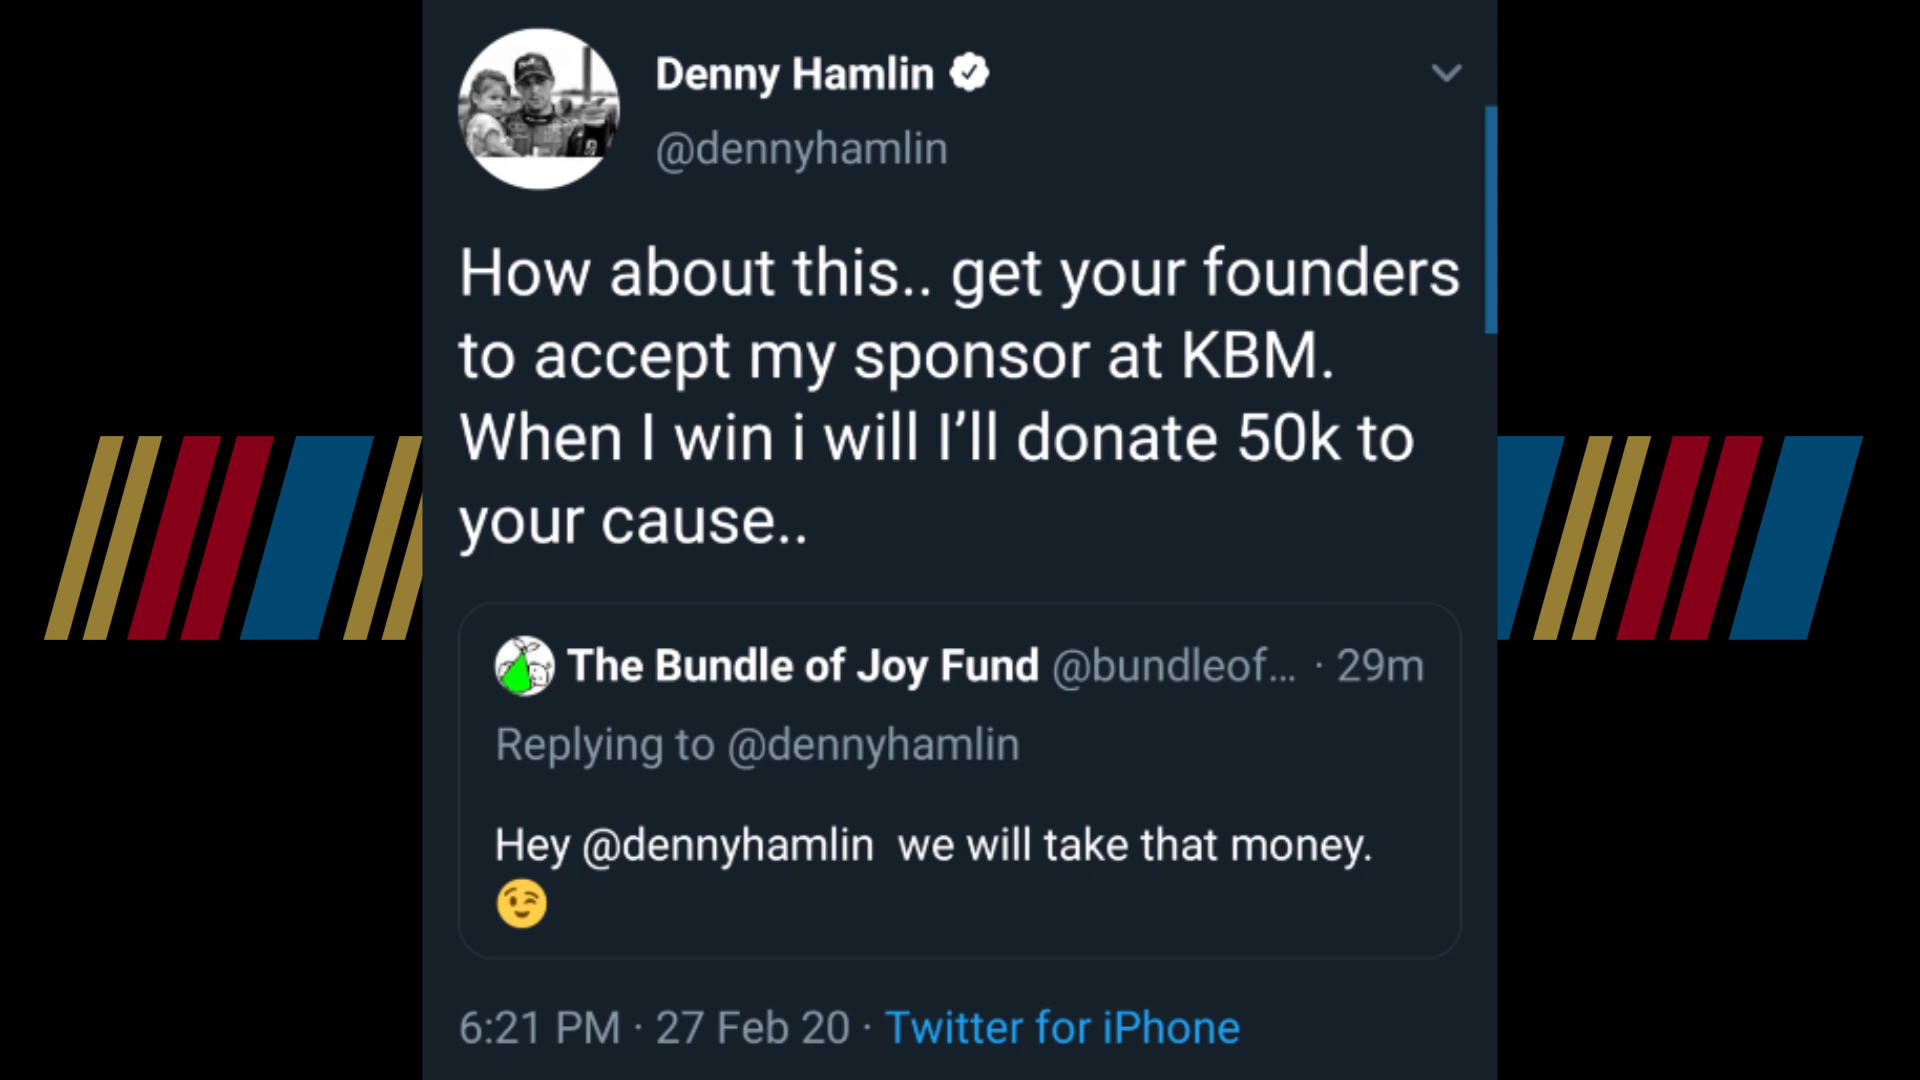 Denny Hamlin
@dennyhamlin
How about this.. get your founders
to accept my sponsor at KBM.
When I win i will I’ll donate 50k to
your cause..
The Bundle of Joy Fund @bundleof... · 29m
Replying to @dennyhamlin
Hey @dennyhamlin  we will take that money.
😉
6:21 PM · 27 Feb 20 · Twitter for iPhone